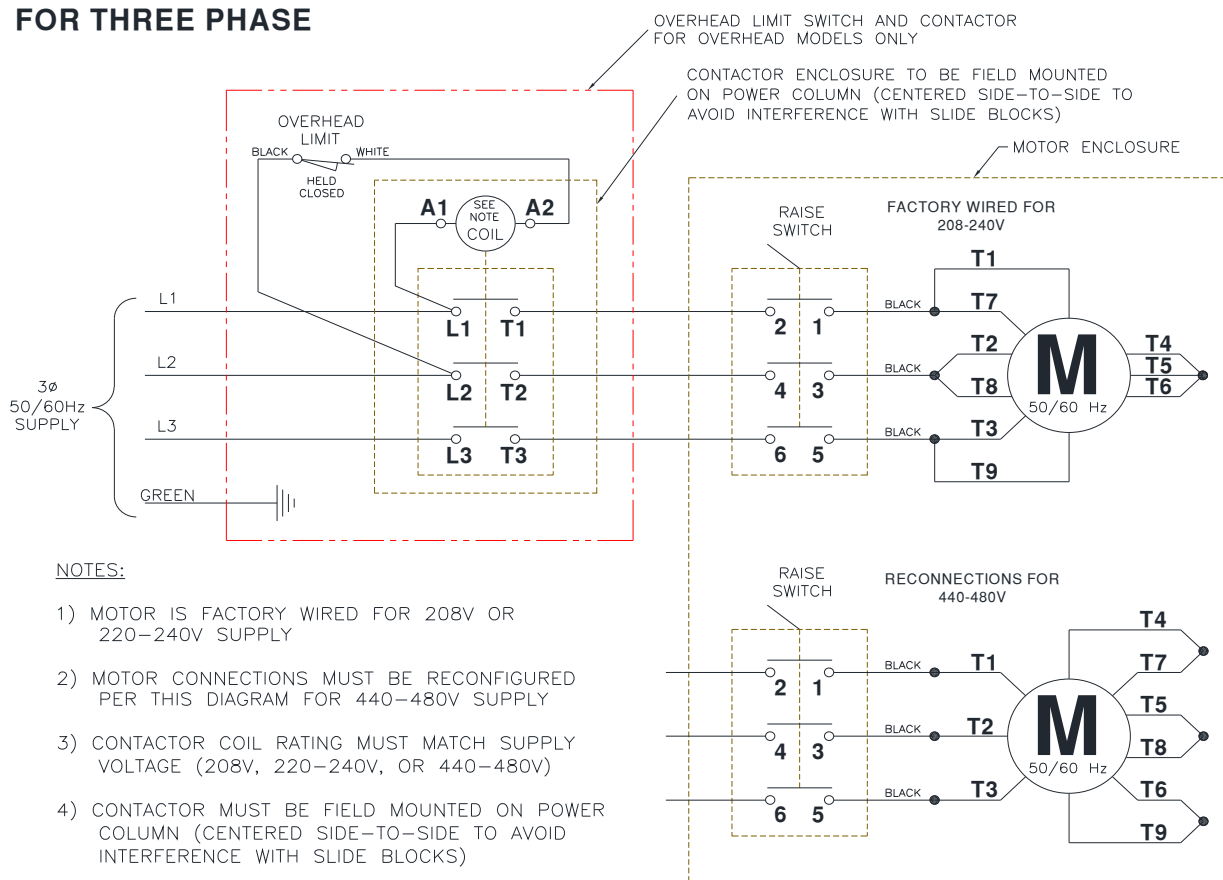 FOR THREE PHASE
OVERHEAD LIMIT SWITCH AND CONTACTOR
FOR OVERHEAD MODELS ONLY
CONTACTOR ENCLOSURE TO BE FIELD MOUNTED
ON POWER COLUMN (CENTERED SIDE-TO-SIDE TO
AVOID INTERFERENCE WITH SLIDE BLOCKS)
MOTOR ENCLOSURE
OVERHEAD
LIMIT
BLACK
WHITE
HELD
CLOSED
A1
SEE
NOTE
COIL
A2
RAISE
SWITCH
FACTORY WIRED FOR
208-240V
3ø
50/60Hz
SUPPLY
L1
L2
L3
GREEN
L1 T1
L2 T2
L3 T3
2 1
4 3
6 5
BLACK
BLACK
BLACK
T1
T7
T2
T8
T3
T9
M
50/60 Hz
T4
T5
T6
RAISE
SWITCH
RECONNECTIONS FOR
440-480V
2 1
4 3
6 5
BLACK
BLACK
BLACK
T1
T2
T3
M
50/60 Hz
T4
T7
T5
T8
T6
T9
NOTES:
1) MOTOR IS FACTORY WIRED FOR 208V OR
220-240V SUPPLY
2) MOTOR CONNECTIONS MUST BE RECONFIGURED
PER THIS DIAGRAM FOR 440-480V SUPPLY
3) CONTACTOR COIL RATING MUST MATCH SUPPLY
VOLTAGE (208V, 220-240V, OR 440-480V)
4) CONTACTOR MUST BE FIELD MOUNTED ON POWER
COLUMN (CENTERED SIDE-TO-SIDE TO AVOID
INTERFERENCE WITH SLIDE BLOCKS)